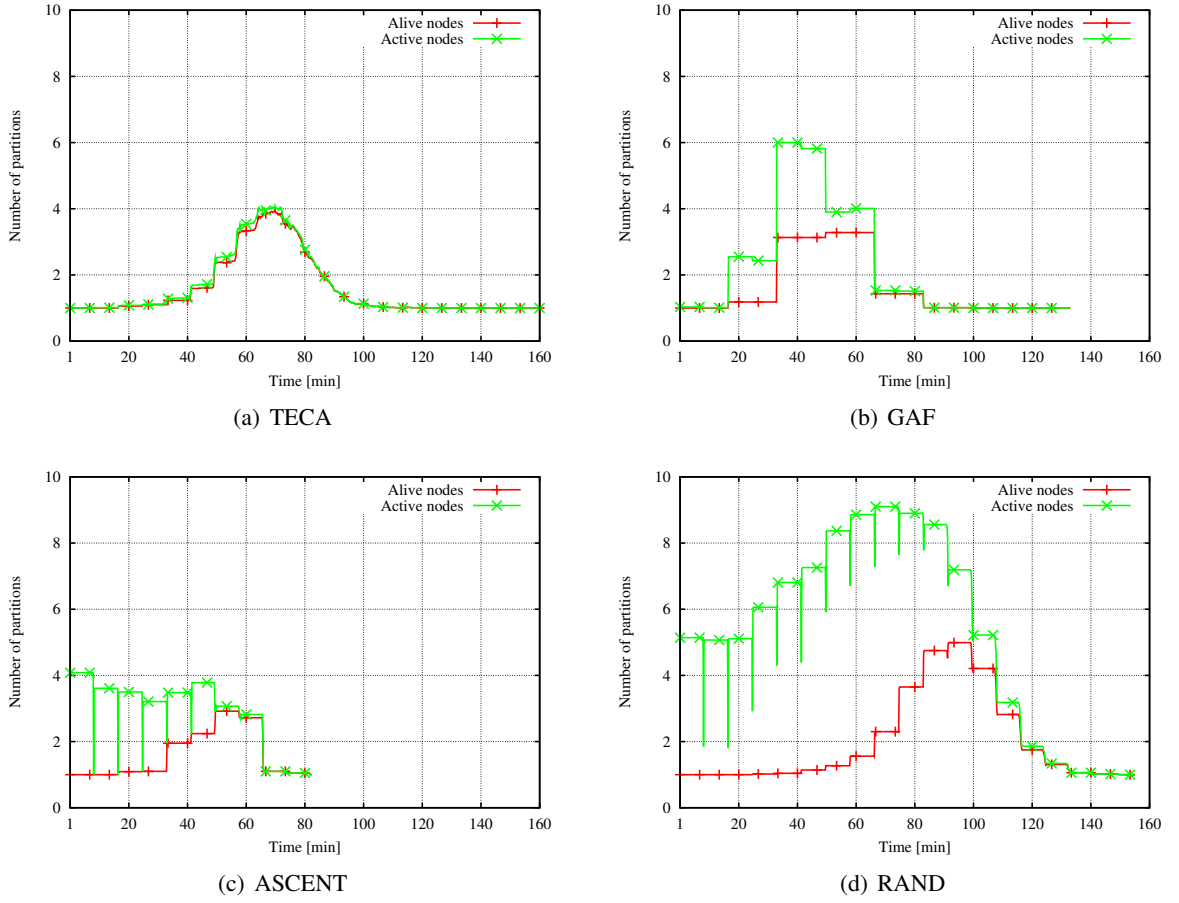 10
8
6
4
2
0
Number of partitions
Alive nodes
Active nodes
1 20 40 60 80 100 120 140 160
Time [min]
(a) TECA
10
8
6
4
2
0
Number of partitions
Alive nodes
Active nodes
1 20 40 60 80 100 120 140 160
Time [min]
(b) GAF
10
8
6
4
2
0
Number of partitions
Alive nodes
Active nodes
1 20 40 60 80 100 120 140 160
Time [min]
(c) ASCENT
10
8
6
4
2
0
Number of partitions
Alive nodes
Active nodes
1 20 40 60 80 100 120 140 160
Time [min]
(d) RAND